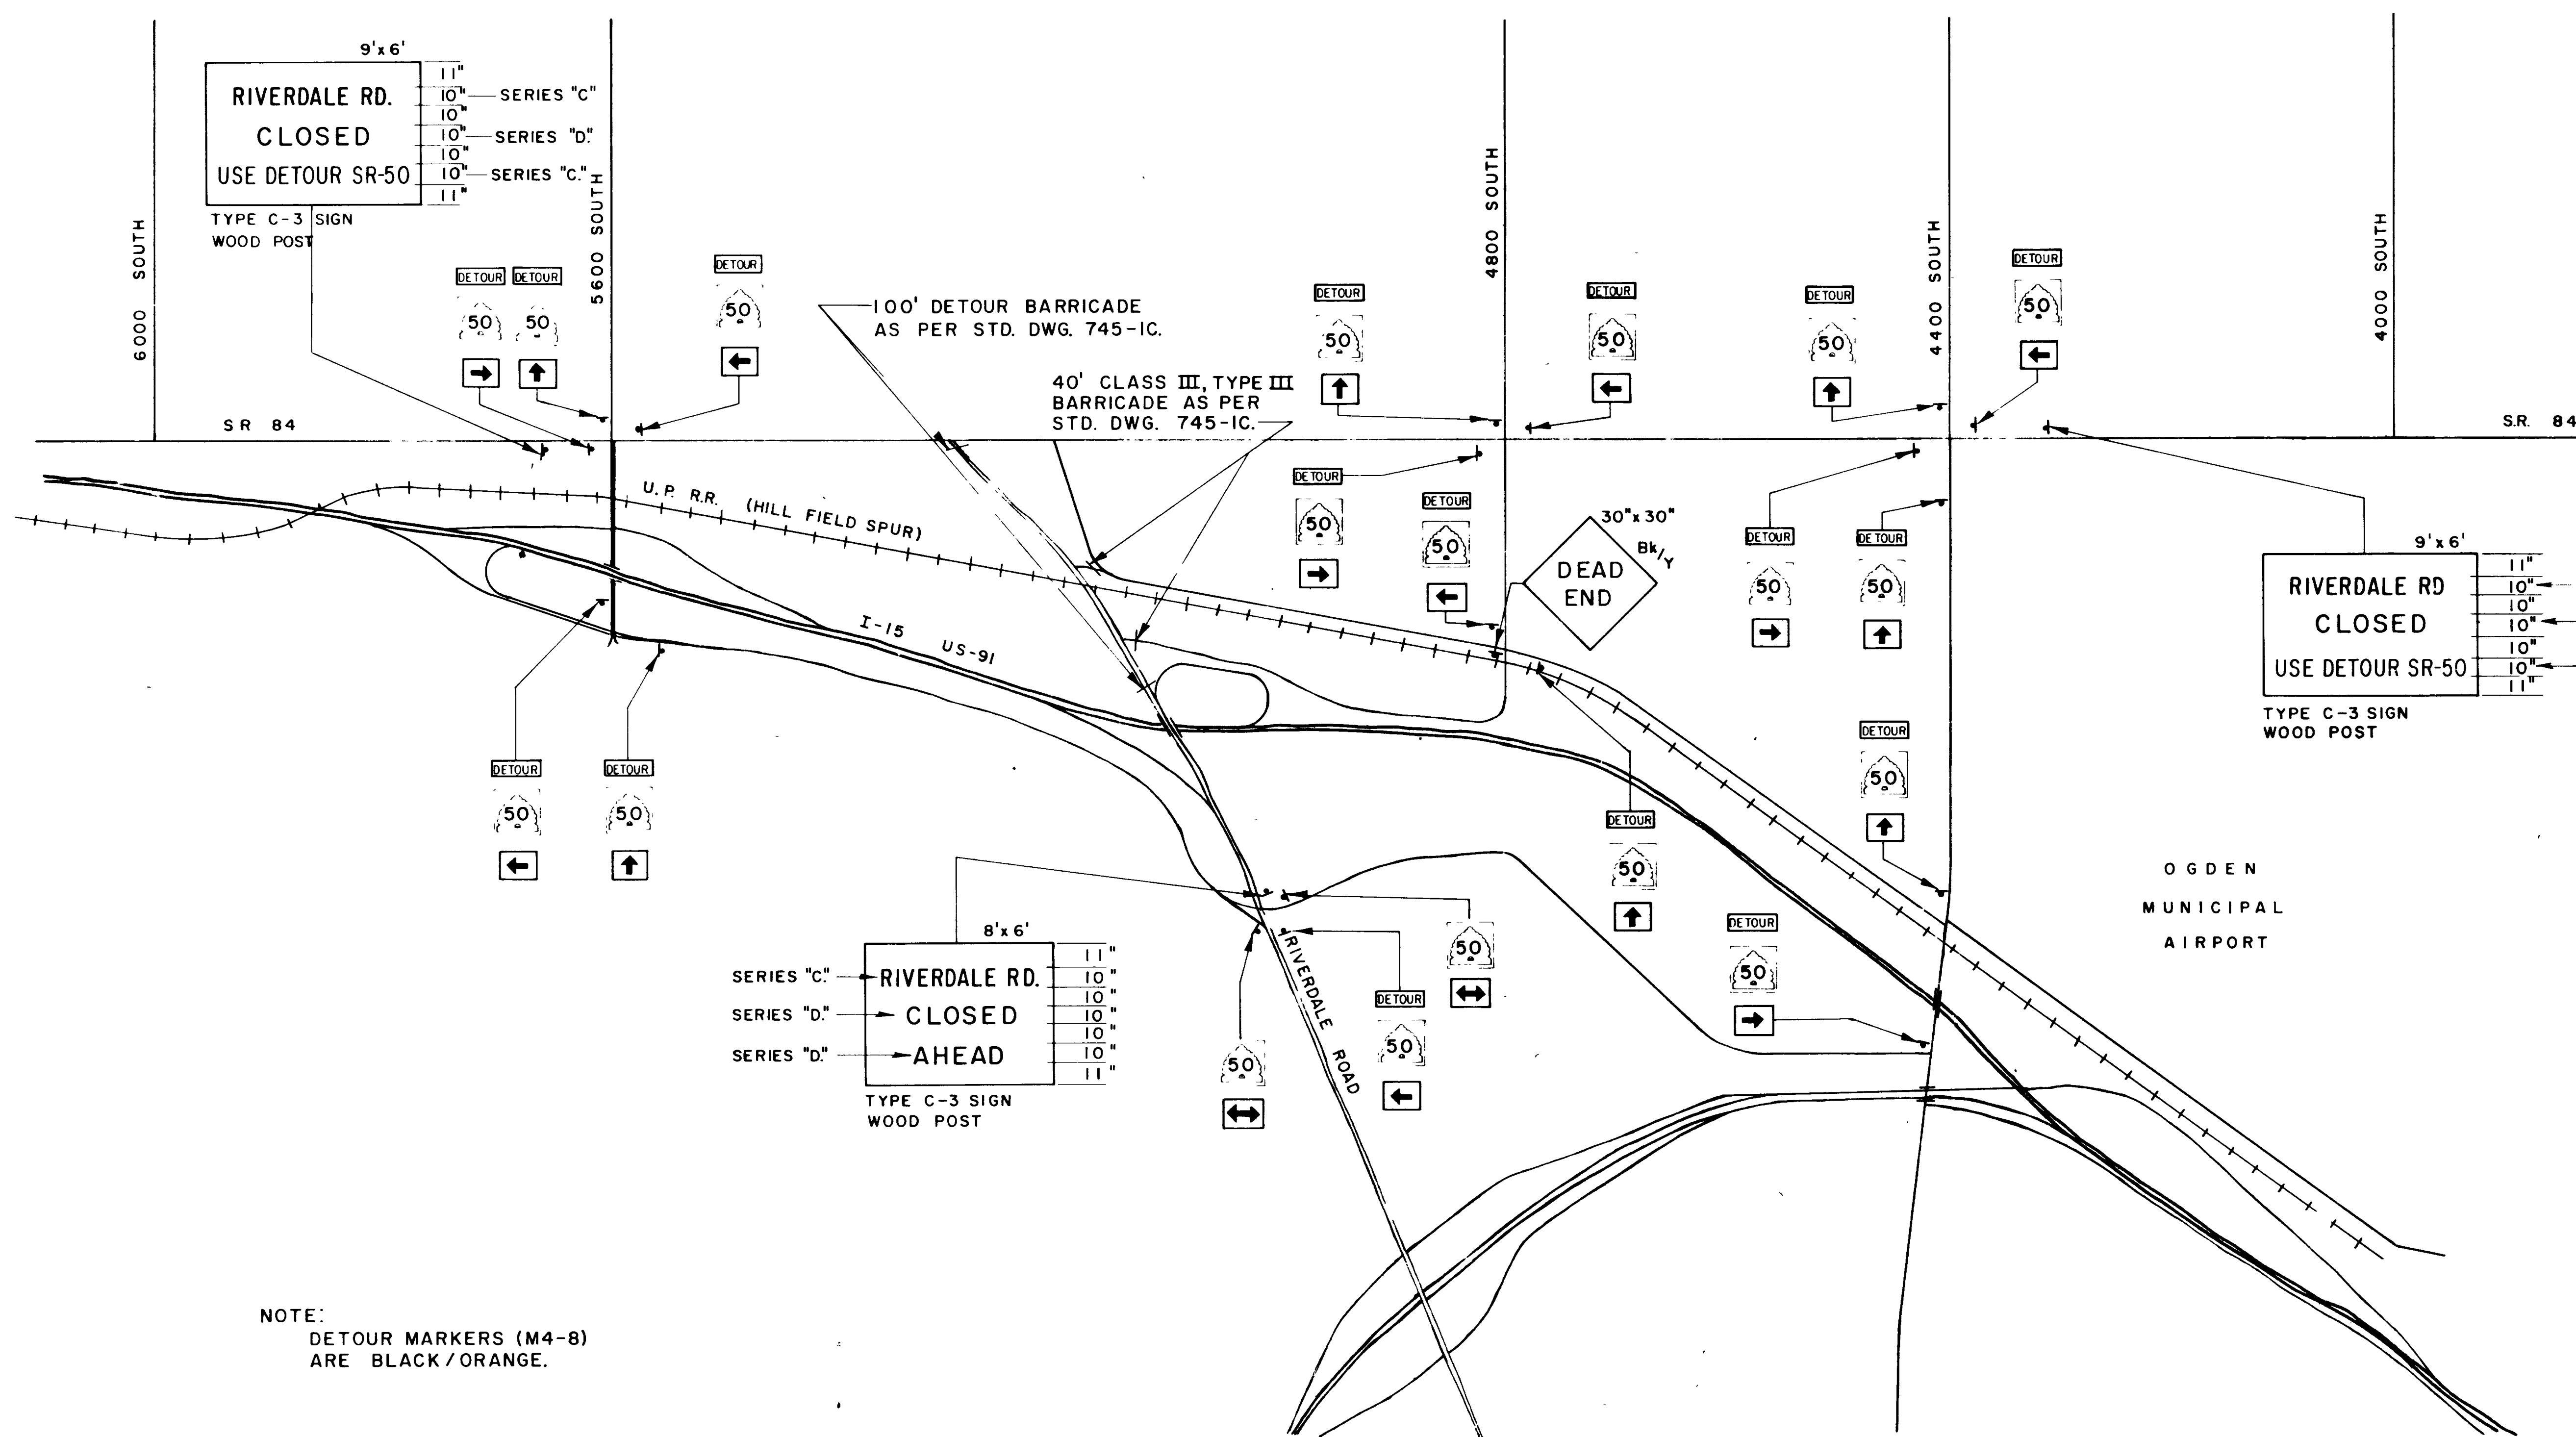 9'x 6'
RIVERDALE RD.
CLOSED
USE DETOUR SR-50
11"
10"
10"
10"
10"
10"
11"
SERIES "C"
SERIES "D."
SERIES "C."
TYPE C-3 SIGN
WOOD POST
6000 SOUTH
5600 SOUTH
4800 SOUTH
4400 SOUTH
4000 SOUTH
DETOUR
50
DETOUR
50
DETOUR
50
100' DETOUR BARRICADE
AS PER STD. DWG. 745-1C.
40' CLASS III, TYPE III
BARRICADE AS PER
STD. DWG. 745-1C.
DETOUR
50
DETOUR
50
DETOUR
50
DETOUR
50
SR 84
S.R. 84
U.P. R.R. (HILL FIELD SPUR)
I-15 US-91
DETOUR
50
DETOUR
50
30"x 30"
Bk/Y
DEAD
END
DETOUR
50
DETOUR
50
9'x 6'
RIVERDALE RD
CLOSED
USE DETOUR SR-50
11"
10"
10"
10"
10"
10"
11"
TYPE C-3 SIGN
WOOD POST
DETOUR
50
DETOUR
50
DETOUR
50
DETOUR
50
DETOUR
50
OGDEN
MUNICIPAL
AIRPORT
8'x 6'
SERIES "C."
SERIES "D."
SERIES "D."
RIVERDALE RD.
CLOSED
AHEAD
11"
10"
10"
10"
10"
10"
11"
TYPE C-3 SIGN
WOOD POST
50
DETOUR
50
50
RIVERDALE ROAD
NOTE:
DETOUR MARKERS (M4-8)
ARE BLACK/ORANGE.